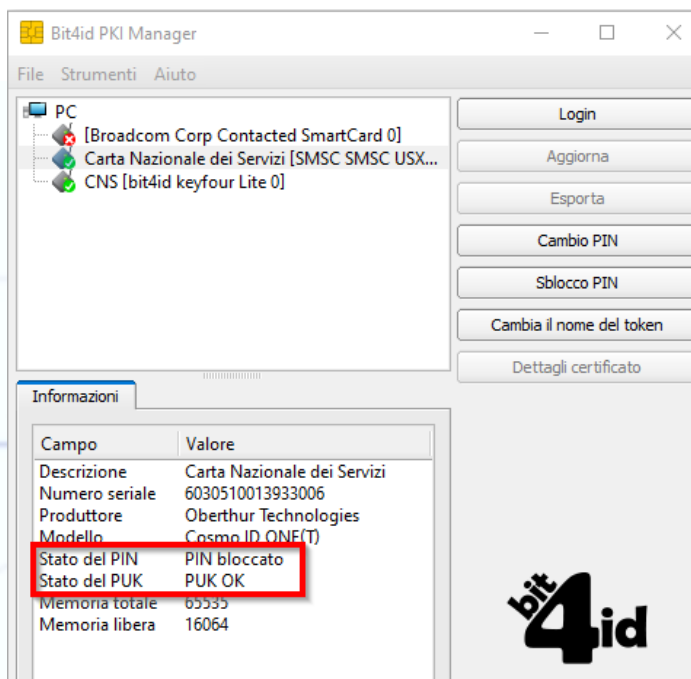 Bit4id PKI Manager
File Strumenti Aiuto
PC
[Broadcom Corp Contacted SmartCard 0]
Carta Nazionale dei Servizi [SMSC SMSC USX...
CNS [bit4id keyfour Lite 0]
Login
Aggiorna
Esporta
Cambio PIN
Sblocco PIN
Cambia il nome del token
Dettagli certificato
Informazioni
Campo Valore
Descrizione Carta Nazionale dei Servizi
Numero seriale 6030510013933006
Produttore Oberthur Technologies
Modello Cosmo ID ONE(T)
Stato del PIN PIN bloccato
Stato del PUK PUK OK
Memoria totale 65535
Memoria libera 16064
bit4id